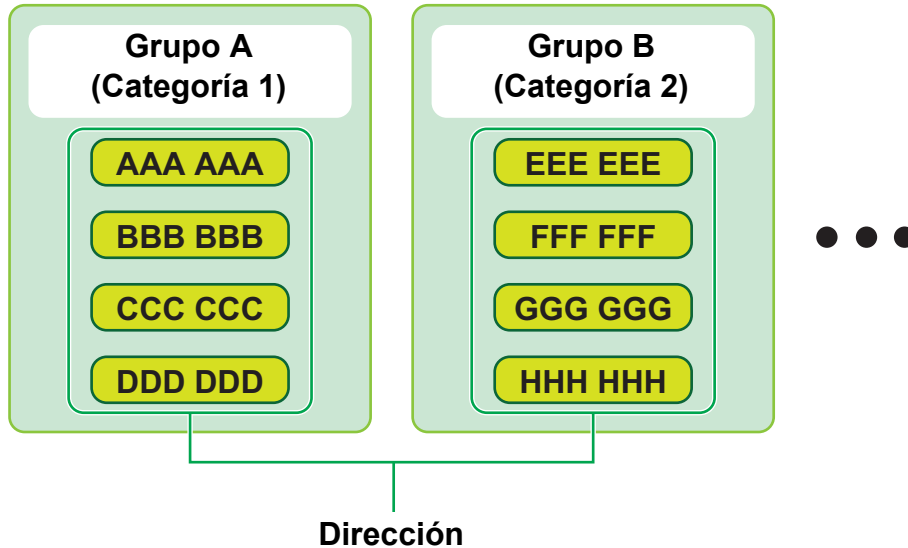 Grupo A
(Categoría 1)
AAA AAA
BBB BBB
CCC CCC
DDD DDD
Grupo B
(Categoría 2)
EEE EEE
FFF FFF
GGG GGG
HHH HHH
Dirección